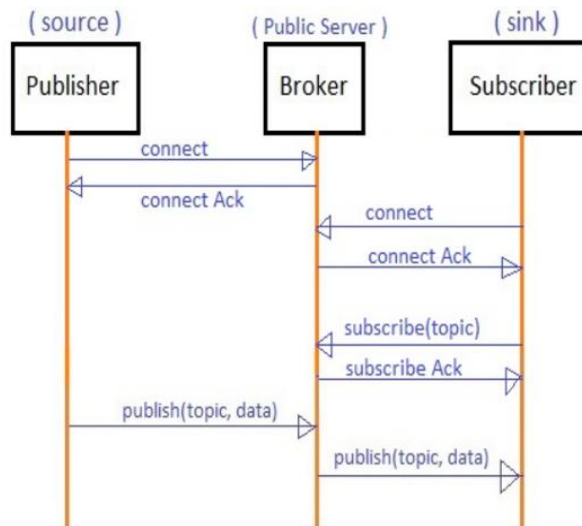 ( source )
( Public Server )
( sink )
Publisher
Broker
Subscriber
connect
connect Ack
connect
connect Ack
subscribe(topic)
subscribe Ack
publish(topic, data)
publish(topic, data)